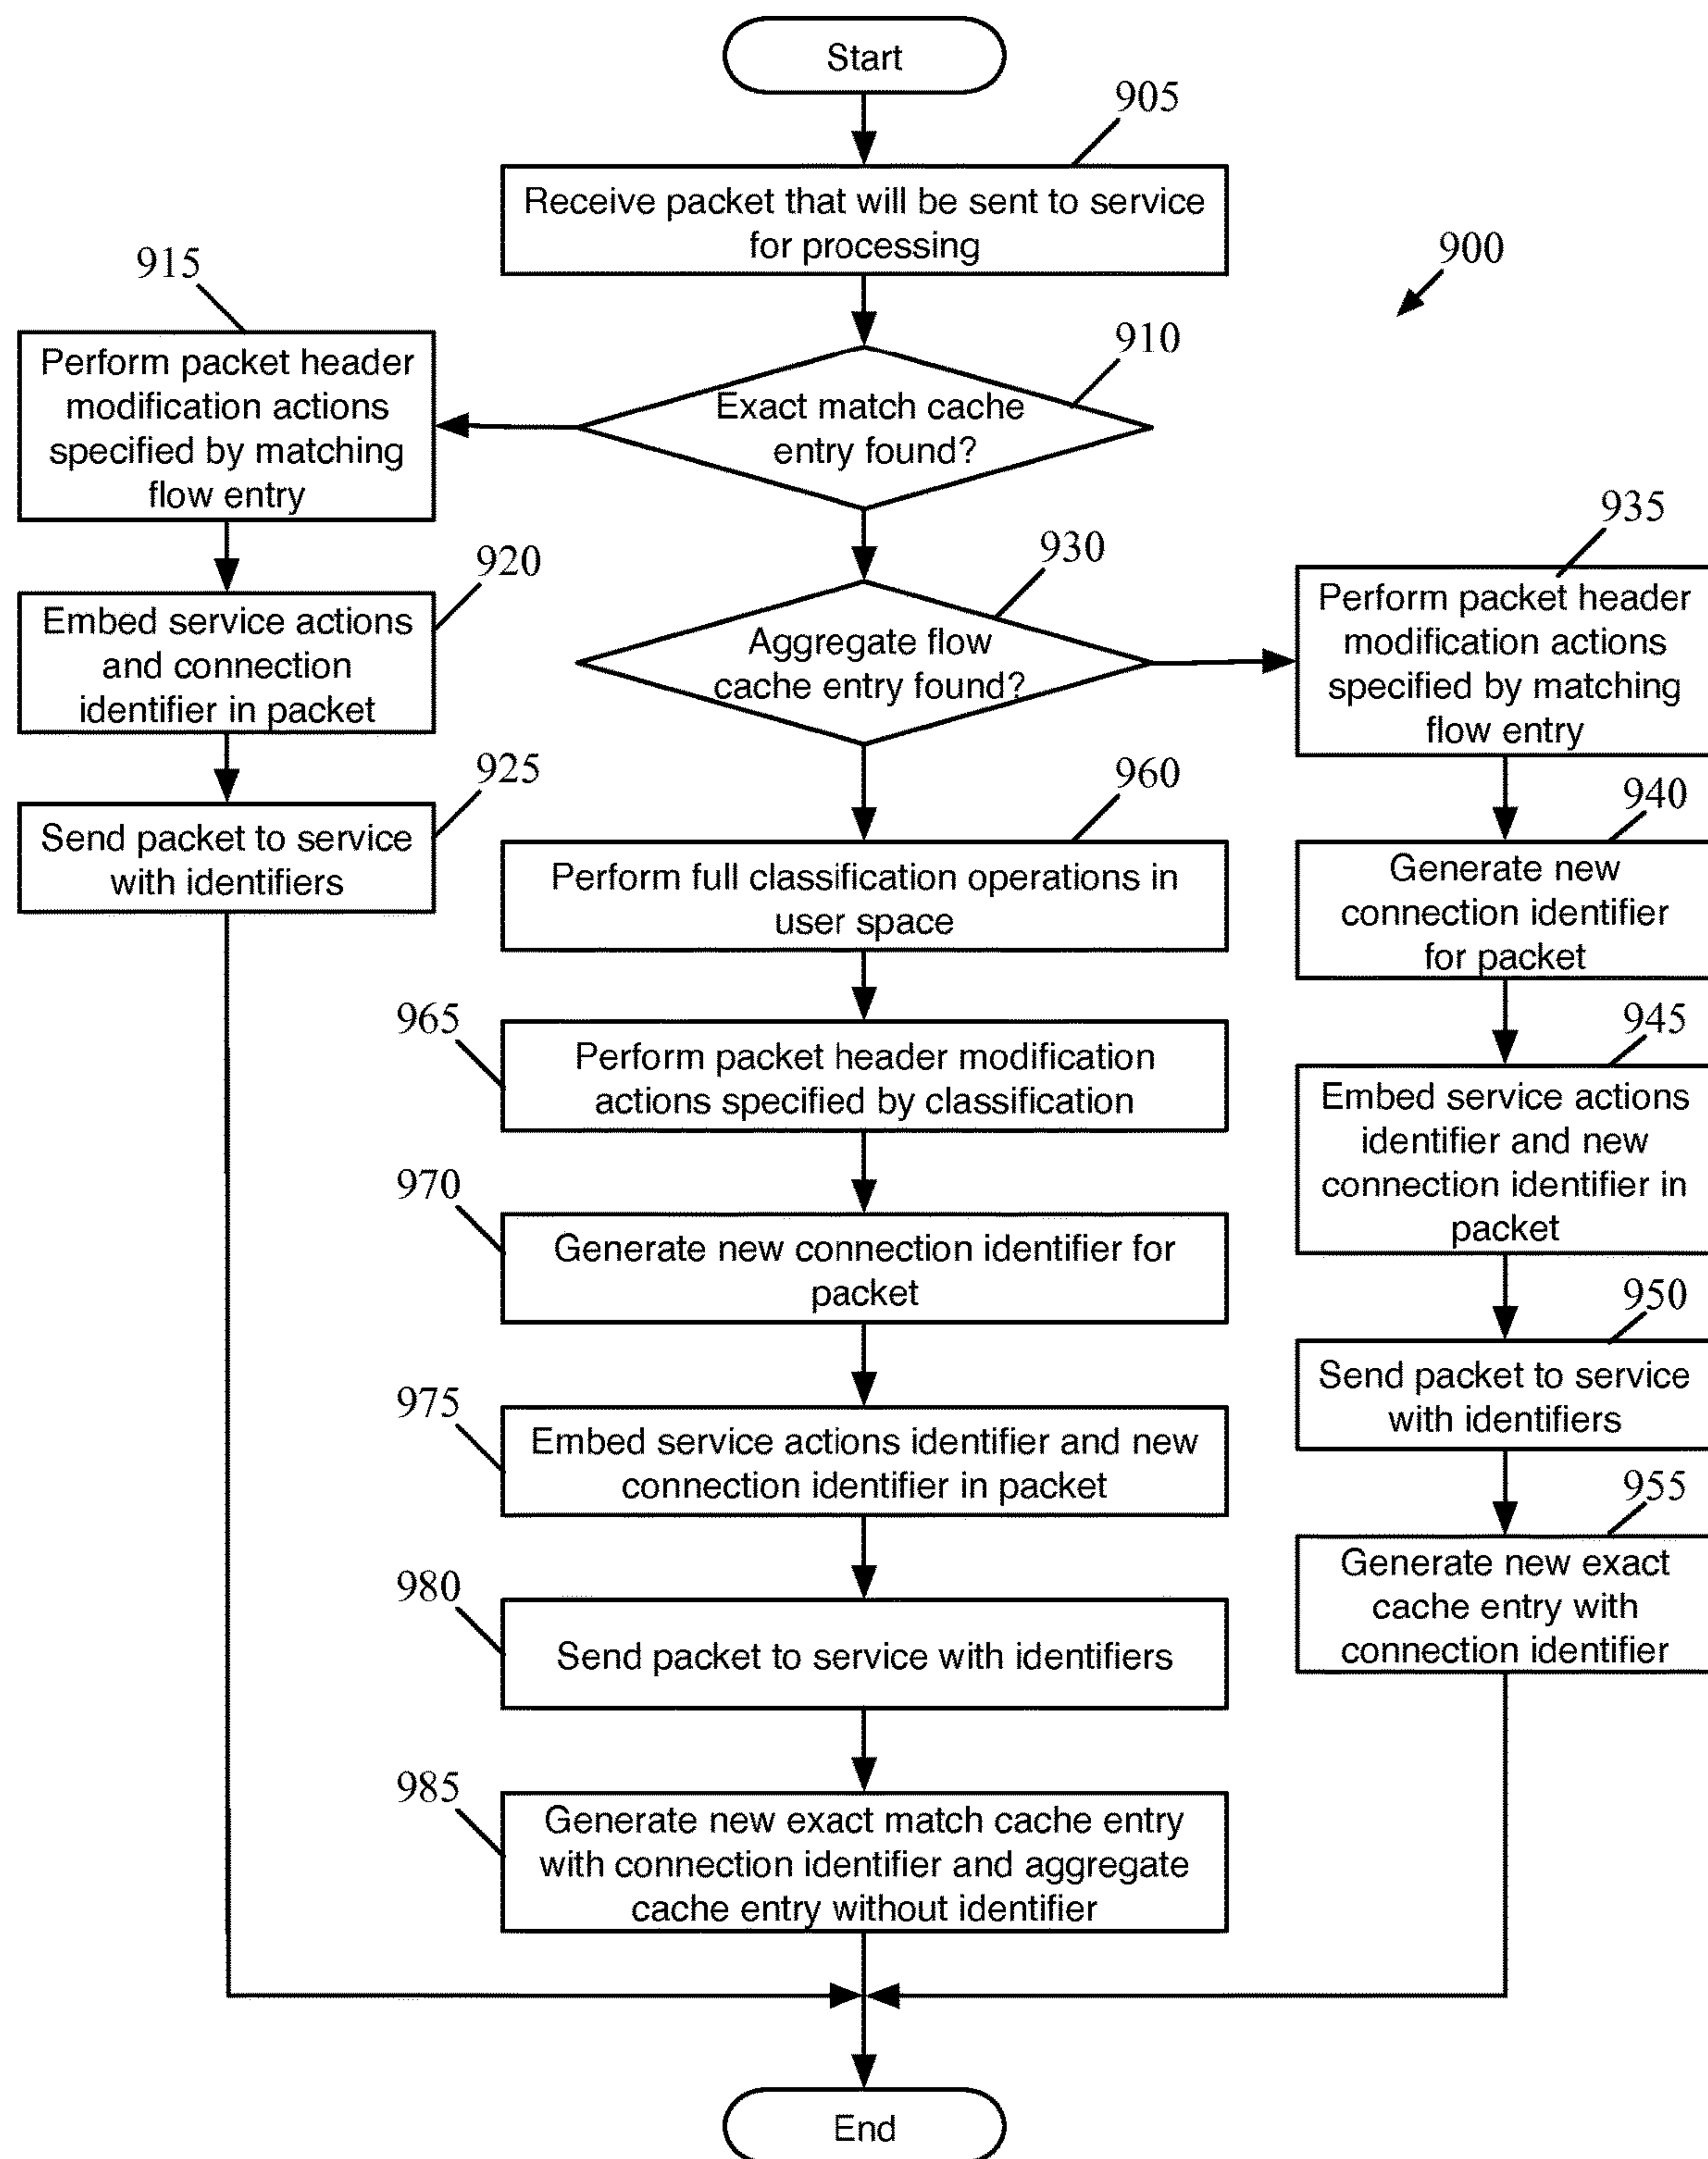 Start
905
Receive packet that will be sent to service
for processing
900
910
Exact match cache
entry found?
915
Perform packet header
modification actions
specified by matching
flow entry
920
Embed service actions
and connection
identifier in packet
925
Send packet to service
with identifiers
930
Aggregate flow
cache entry found?
935
Perform packet header
modification actions
specified by matching
flow entry
940
Generate new
connection identifier
for packet
945
Embed service actions
identifier and new
connection identifier in
packet
950
Send packet to service
with identifiers
955
Generate new exact
cache entry with
connection identifier
960
Perform full classification operations in
user space
965
Perform packet header modification
actions specified by classification
970
Generate new connection identifier for
packet
975
Embed service actions identifier and new
connection identifier in packet
980
Send packet to service with identifiers
985
Generate new exact match cache entry
with connection identifier and aggregate
cache entry without identifier
End